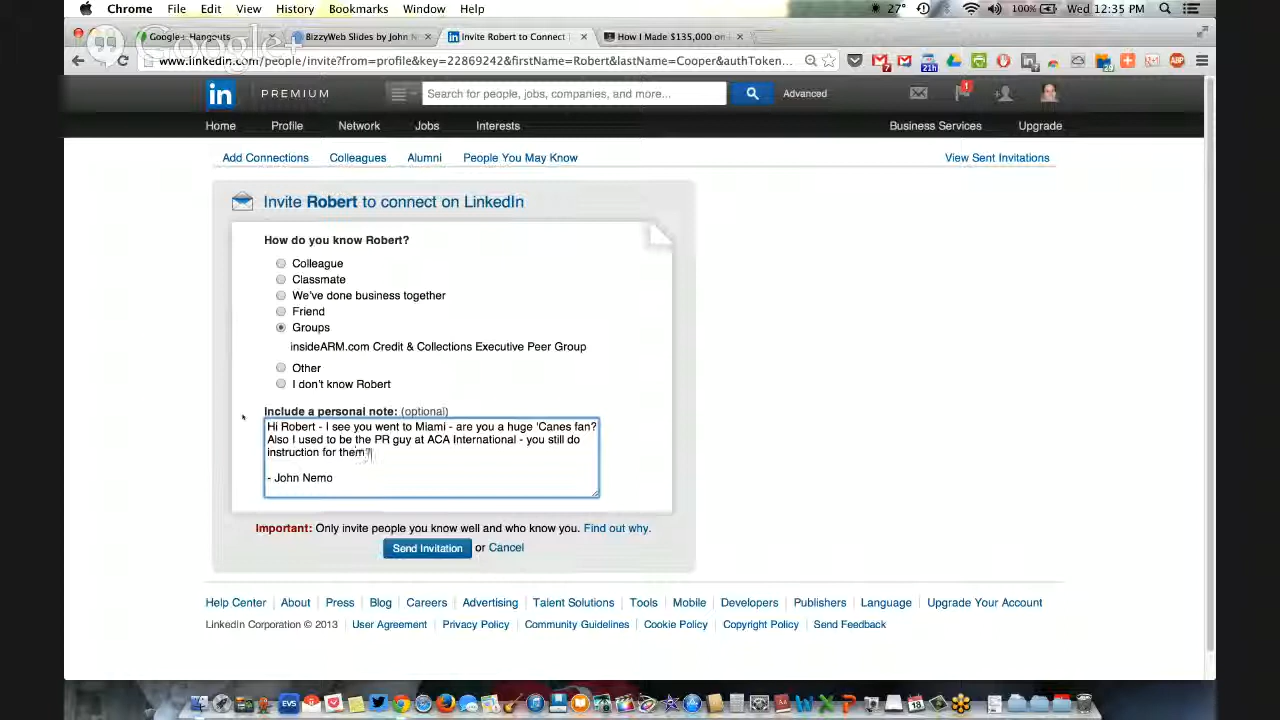 Chrome File Edit View History Bookmarks Window Help 27° 100% Wed 12:35 PM
Google+
Google+ Hangouts BizzyWeb Slides by John N Invite Robert to Connect How I Made $135,000 on
www.linkedin.com/people/invite?from=profile&key=22869242&firstName=Robert&lastName=Cooper&authToken...
in PREMIUM Search for people, jobs, companies, and more... Advanced 1
Home Profile Network Jobs Interests Business Services Upgrade
Add Connections Colleagues Alumni People You May Know View Sent Invitations
Invite Robert to connect on LinkedIn
How do you know Robert?
Colleague
Classmate
We've done business together
Friend
Groups
insideARM.com Credit & Collections Executive Peer Group
Other
I don't know Robert
Include a personal note: (optional)
Hi Robert - I see you went to Miami - are you a huge 'Canes fan?
Also I used to be the PR guy at ACA International - you still do
instruction for them?
- John Nemo
Important: Only invite people you know well and who know you. Find out why.
Send Invitation or Cancel
Help Center About Press Blog Careers Advertising Talent Solutions Tools Mobile Developers Publishers Language Upgrade Your Account
LinkedIn Corporation © 2013 User Agreement Privacy Policy Community Guidelines Cookie Policy Copyright Policy Send Feedback
EVS 18